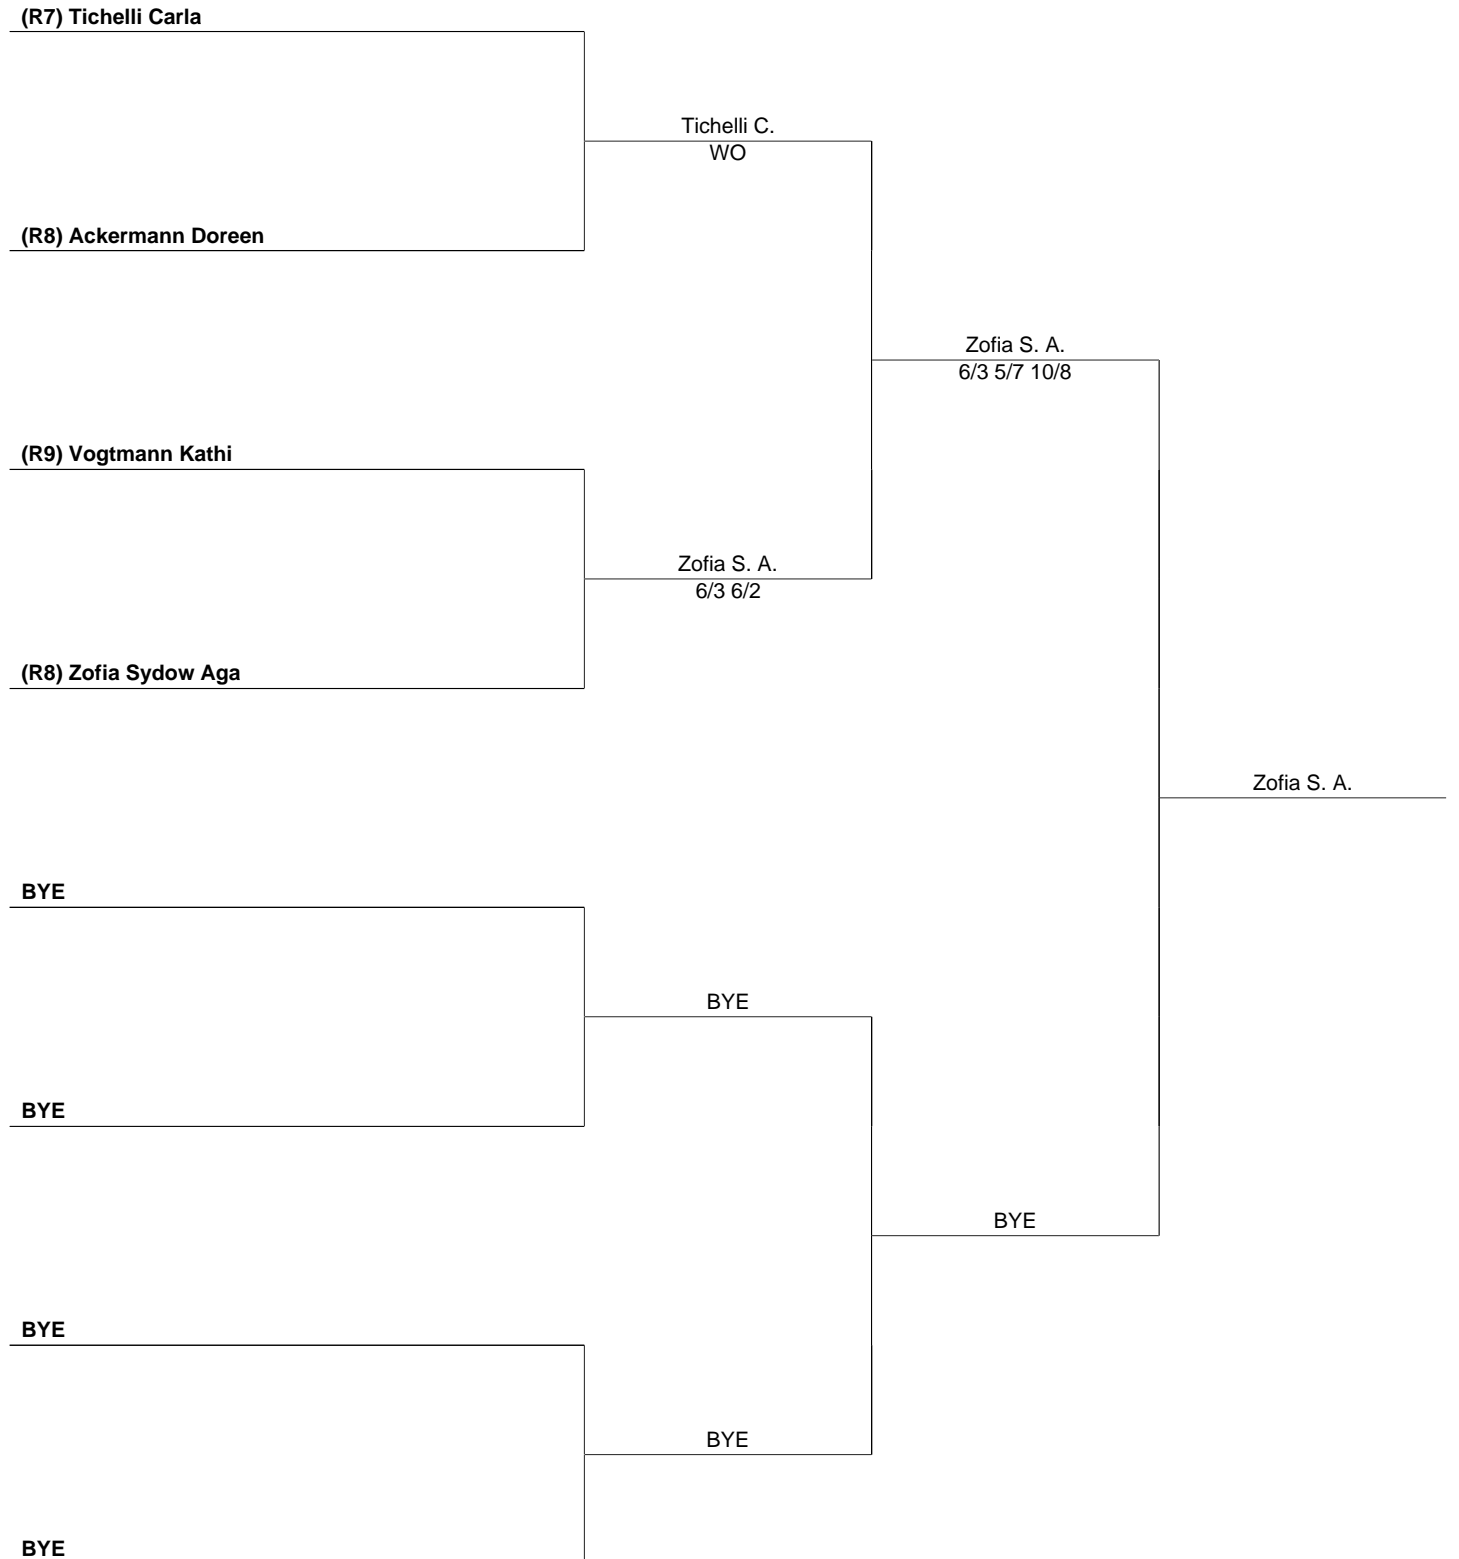 (R7) Tichelli Carla
Tichelli C.
WO
(R8) Ackermann Doreen
Zofia S. A.
6/3 5/7 10/8
(R9) Vogtmann Kathi
Zofia S. A.
6/3 6/2
(R8) Zofia Sydow Aga
Zofia S. A.
BYE
BYE
BYE
BYE
BYE
BYE
BYE